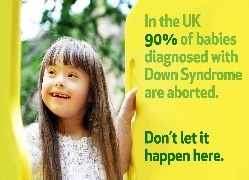 In the UK
90% of babies
diagnosed with
Down Syndrome
are aborted.
Don't let it
happen here.